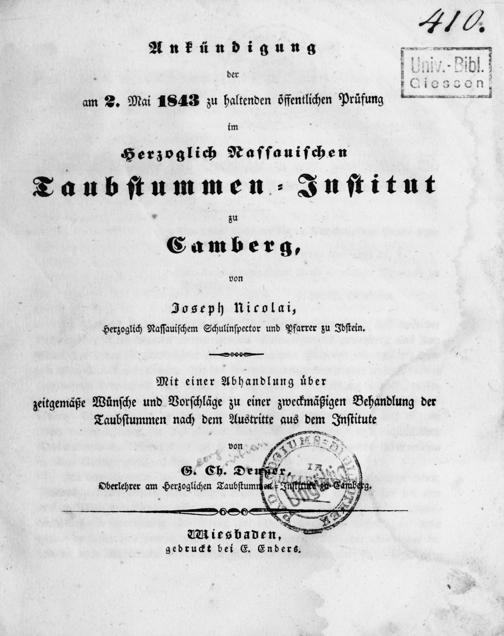 410.
Univ.-Bibl.
Giessen
Ankündigung
der
am 2. Mai 1843 zu haltenden öffentlichen Prüfung
im
Herzoglich Nassauischen
Taubstummen-Institut
zu
Camberg,
von
Joseph Nicolai,
Herzoglich Nassauischem Schulinspector und Pfarrer zu Idstein.
Mit einer Abhandlung über
zeitgemäße Wünsche und Vorschläge zu einer zweckmäßigen Behandlung der
Taubstummen nach dem Austritte aus dem Institute
von
G. Ch. Deußer,
Oberlehrer am Herzoglichen Taubstummen-Institute zu Camberg.
Wiesbaden,
gedruckt bei E. Enders.